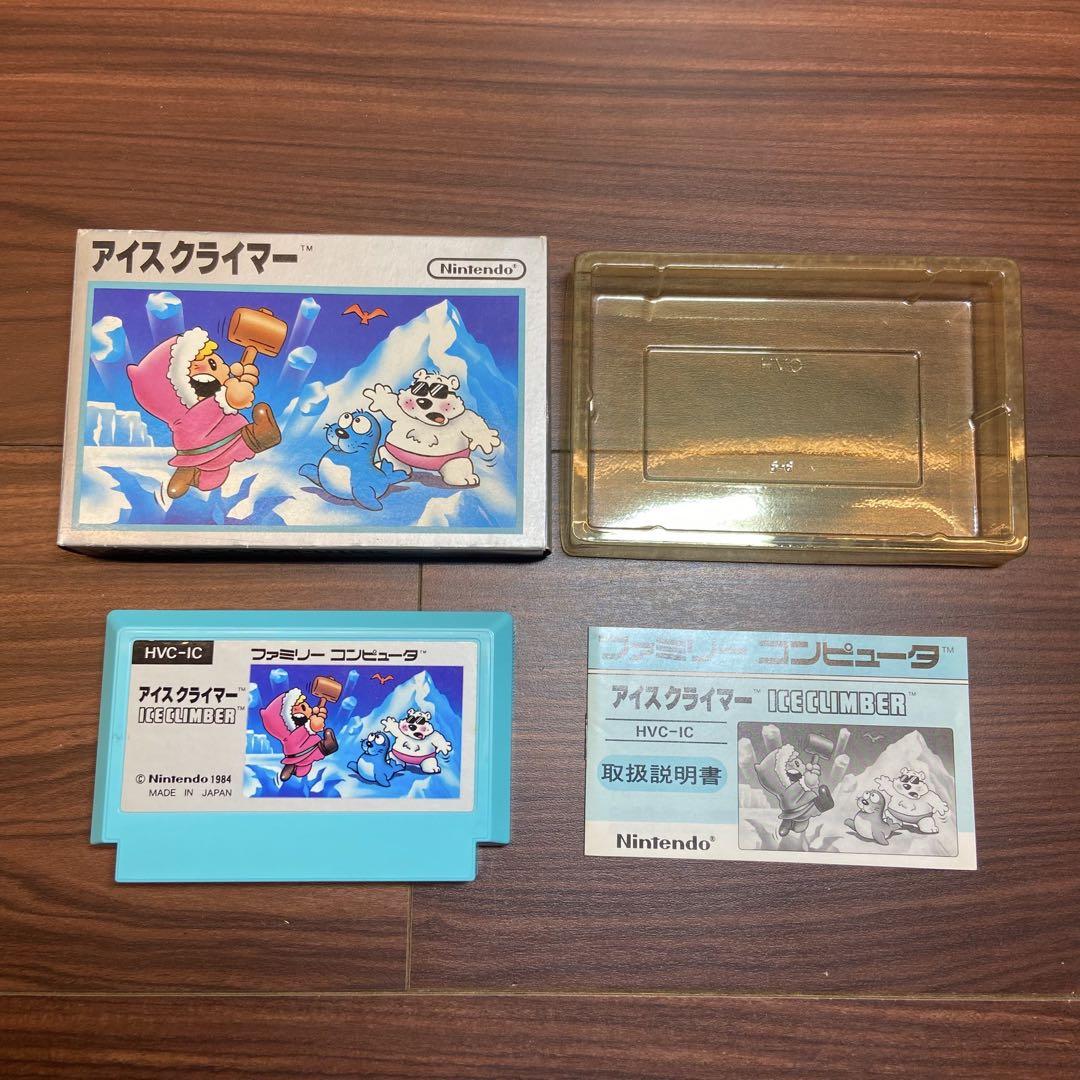 アイスクライマー™
Nintendo®
HVC
HVC-IC
ファミリー コンピュータ™
アイスクライマー™
ICE CLIMBER™
© Nintendo 1984
MADE IN JAPAN
ファミリー コンピュータ™
アイスクライマー™ ICE CLIMBER™
HVC-IC
取扱説明書
Nintendo®